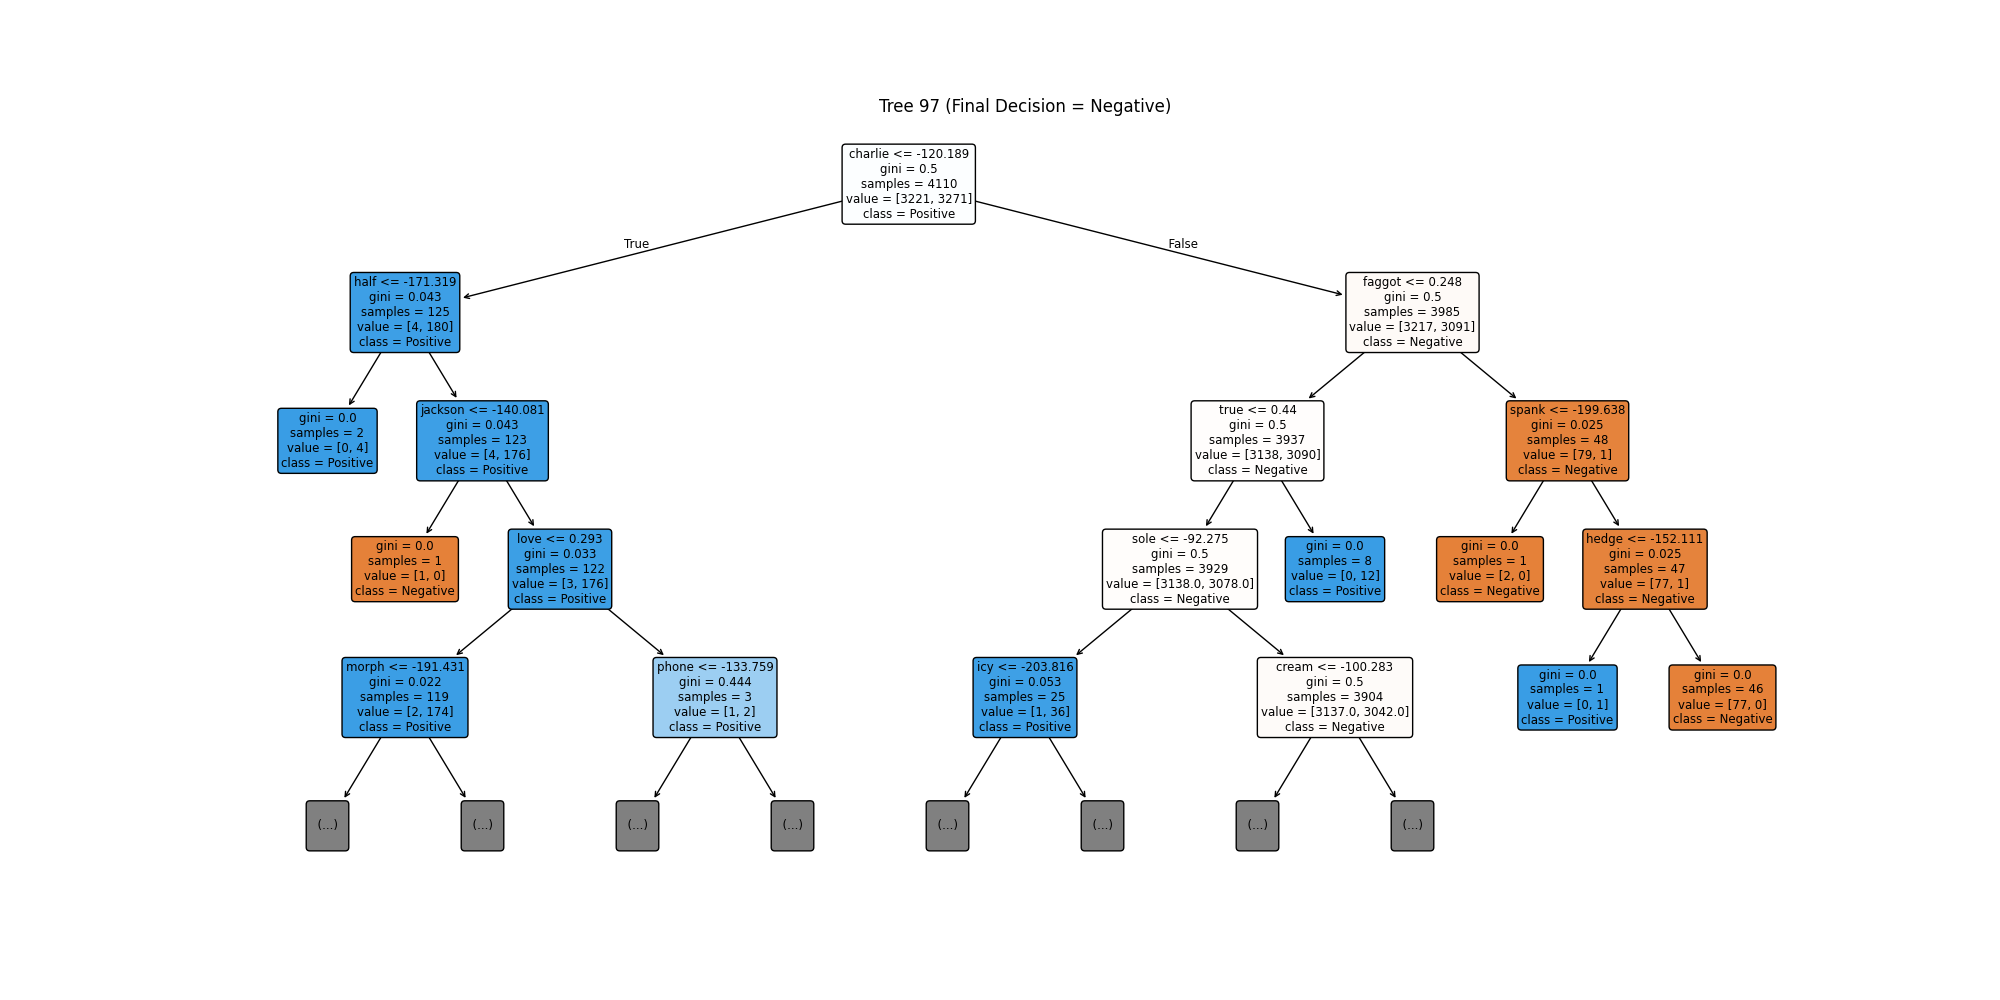 Tree 97 (Final Decision = Negative)
charlie <= -120.189
gini = 0.5
samples = 4110
value = [3221, 3271]
class = Positive
True
False
half <= -171.319
gini = 0.043
samples = 125
value = [4, 180]
class = Positive
faggot <= 0.248
gini = 0.5
samples = 3985
value = [3217, 3091]
class = Negative
gini = 0.0
samples = 2
value = [0, 4]
class = Positive
jackson <= -140.081
gini = 0.043
samples = 123
value = [4, 176]
class = Positive
true <= 0.44
gini = 0.5
samples = 3937
value = [3138, 3090]
class = Negative
spank <= -199.638
gini = 0.025
samples = 48
value = [79, 1]
class = Negative
gini = 0.0
samples = 1
value = [1, 0]
class = Negative
love <= 0.293
gini = 0.033
samples = 122
value = [3, 176]
class = Positive
sole <= -92.275
gini = 0.5
samples = 3929
value = [3138.0, 3078.0]
class = Negative
gini = 0.0
samples = 8
value = [0, 12]
class = Positive
gini = 0.0
samples = 1
value = [2, 0]
class = Negative
hedge <= -152.111
gini = 0.025
samples = 47
value = [77, 1]
class = Negative
morph <= -191.431
gini = 0.022
samples = 119
value = [2, 174]
class = Positive
phone <= -133.759
gini = 0.444
samples = 3
value = [1, 2]
class = Positive
icy <= -203.816
gini = 0.053
samples = 25
value = [1, 36]
class = Positive
cream <= -100.283
gini = 0.5
samples = 3904
value = [3137.0, 3042.0]
class = Negative
gini = 0.0
samples = 1
value = [0, 1]
class = Positive
gini = 0.0
samples = 46
value = [77, 0]
class = Negative
(...)
(...)
(...)
(...)
(...)
(...)
(...)
(...)